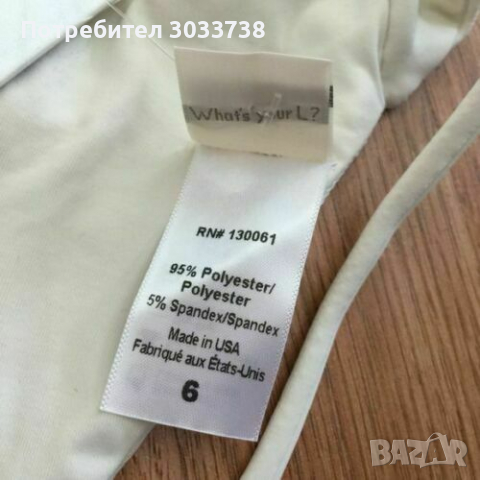 Потребител 3033738
What's your L?
RN# 130061
95% Polyester/
Polyester
5% Spandex/Spandex
Made in USA
Fabriqué aux États-Unis
6
BAZAR